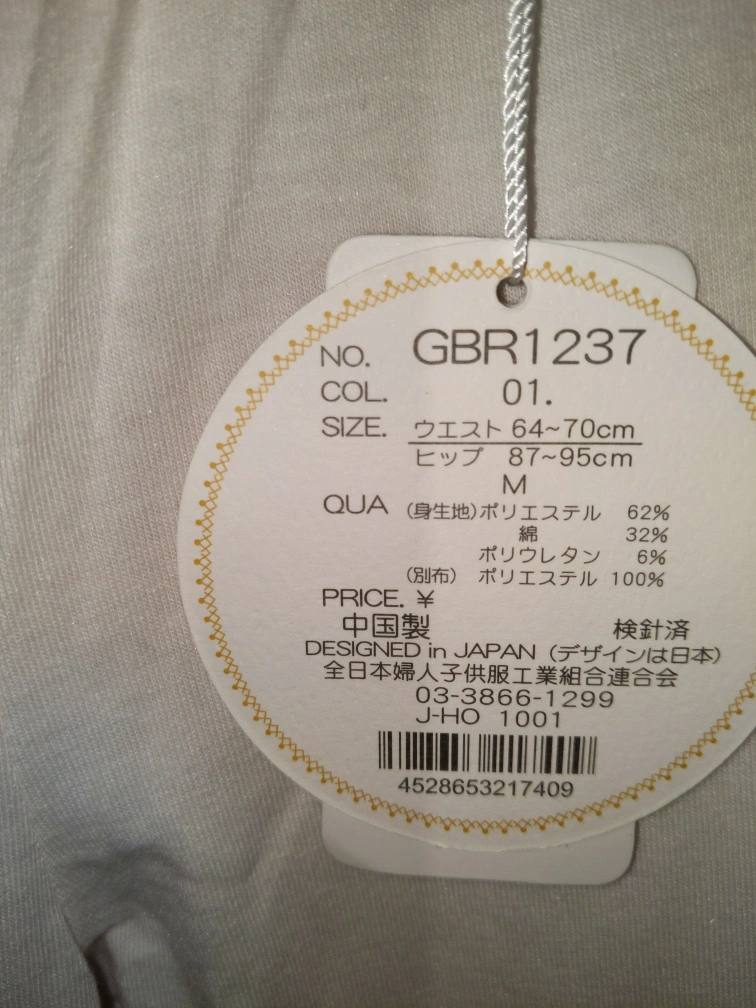 NO. GBR1237
COL. 01.
SIZE. ウエスト 64~70cm
ヒップ 87~95cm
M
QUA (身生地)ポリエステル 62%
綿 32%
ポリウレタン 6%
(別布) ポリエステル 100%
PRICE. ¥
中国製 検針済
DESIGNED in JAPAN (デザインは日本)
全日本婦人子供服工業組合連合会
03-3866-1299
J-HO 1001
4528653217409